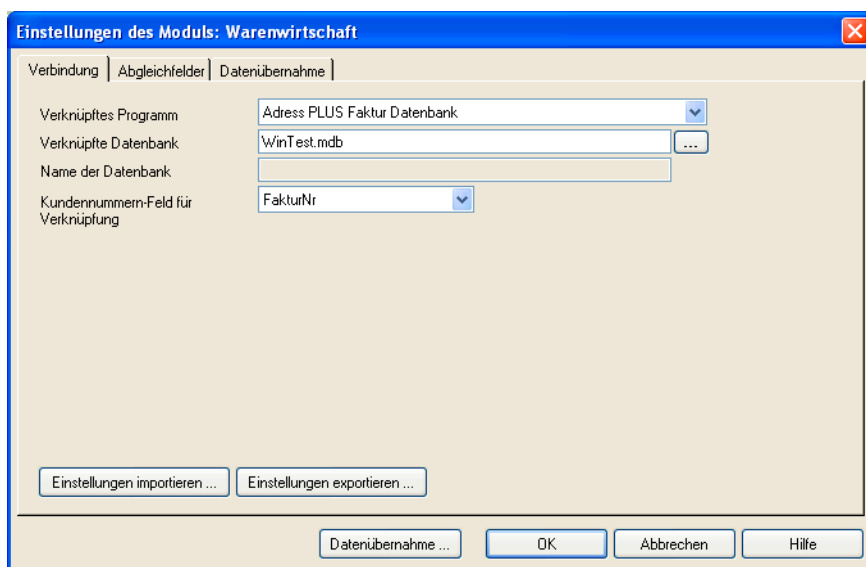 Einstellungen des Moduls: Warenwirtschaft
Verbindung Abgleichfelder Datenübernahme
Verknüpftes Programm Adress PLUS Faktur Datenbank
Verknüpfte Datenbank WinTest.mdb ...
Name der Datenbank
Kundennummern-Feld für FakturNr
Verknüpfung
Einstellungen importieren ... Einstellungen exportieren ...
Datenübernahme ... OK Abbrechen Hilfe